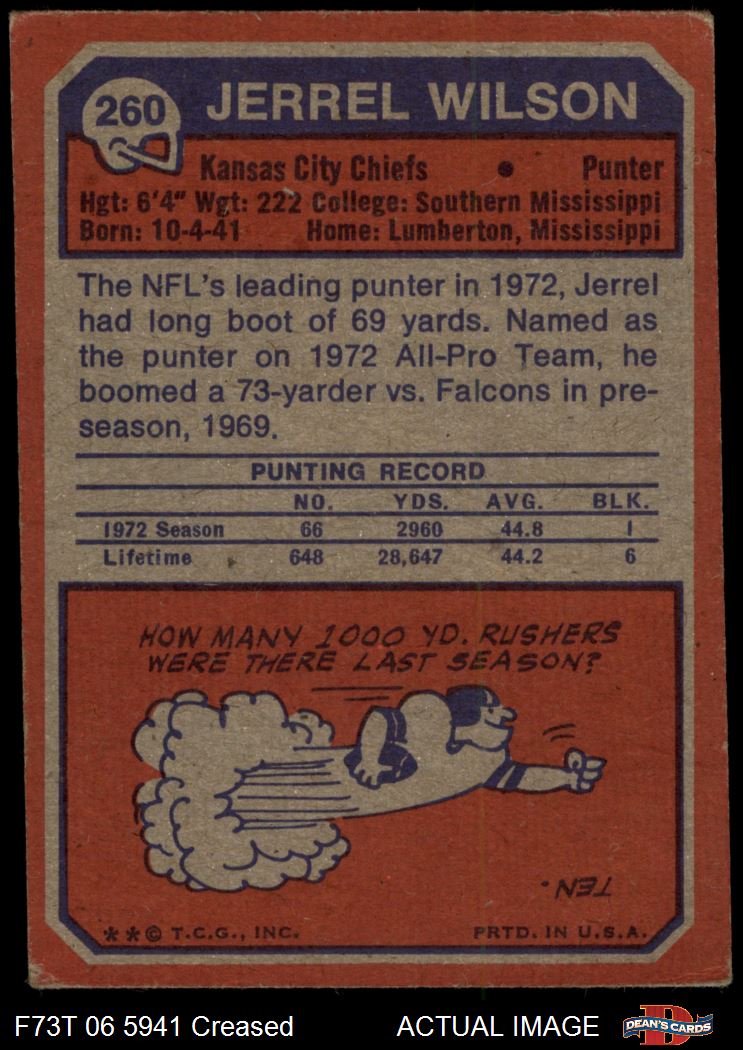 260 JERREL WILSON
Kansas City Chiefs • Punter
Hgt: 6'4" Wgt: 222 College: Southern Mississippi
Born: 10-4-41 Home: Lumberton, Mississippi
The NFL's leading punter in 1972, Jerrel
had long boot of 69 yards. Named as
the punter on 1972 All-Pro Team, he
boomed a 73-yarder vs. Falcons in pre-
season, 1969.
PUNTING RECORD
NO. YDS. AVG. BLK.
1972 Season 66 2960 44.8 1
Lifetime 648 28,647 44.2 6
HOW MANY 1000 YD. RUSHERS
WERE THERE LAST SEASON?
TEN.
**© T.C.G., INC. PRTD. IN U.S.A.
F73T 06 5941 Creased ACTUAL IMAGE
D
DEAN'S CARDS